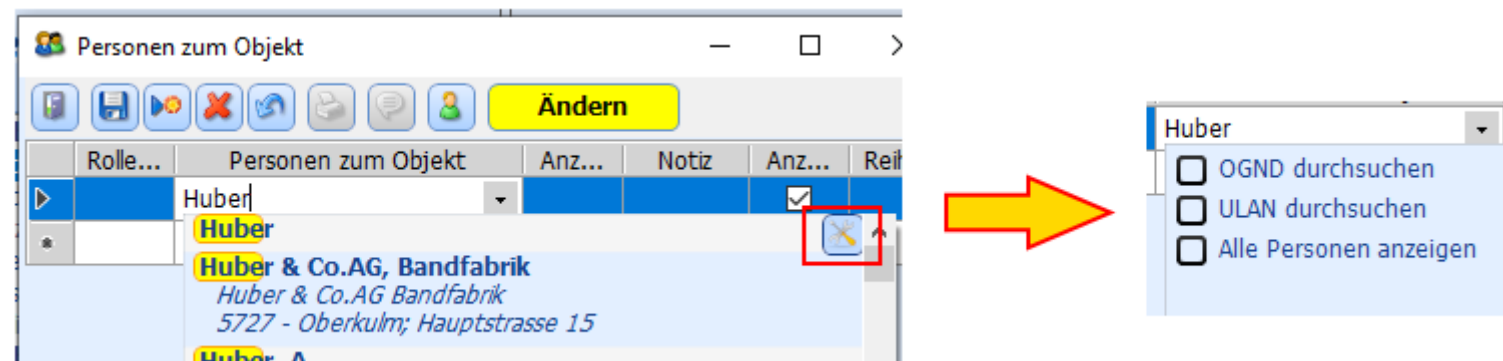 Personen zum Objekt
Ändern
Rolle... Personen zum Objekt Anz... Notiz Anz... Reih
Huber
Huber
Huber & Co.AG, Bandfabrik
Huber & Co.AG Bandfabrik
5727 - Oberkulm; Hauptstrasse 15
Huber, A
Huber
OGND durchsuchen
ULAN durchsuchen
Alle Personen anzeigen